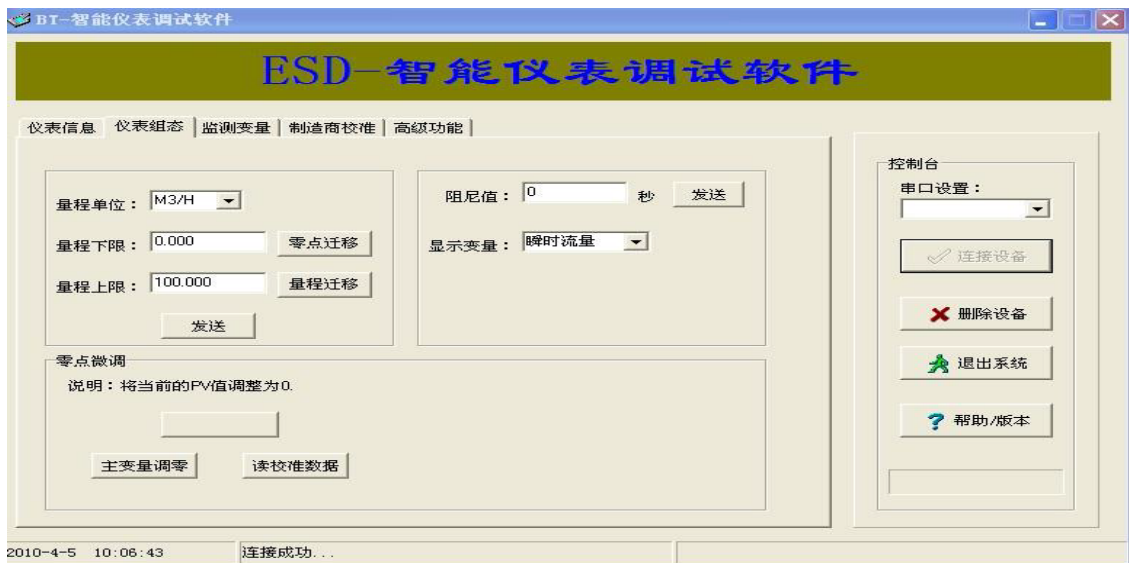 BT-智能仪表调试软件
ESD-智能仪表调试软件
仪表信息 仪表组态 监测变量 制造商校准 高级功能
量程单位： M3/H
量程下限： 0.000 零点迁移
量程上限： 100.000 量程迁移
发送
阻尼值： 0 秒 发送
显示变量： 瞬时流量
零点微调
说明：将当前的PV值调整为0.
主变量调零 读校准数据
控制台
串口设置：
连接设备
删除设备
退出系统
帮助/版本
2010-4-5 10:06:43 连接成功...